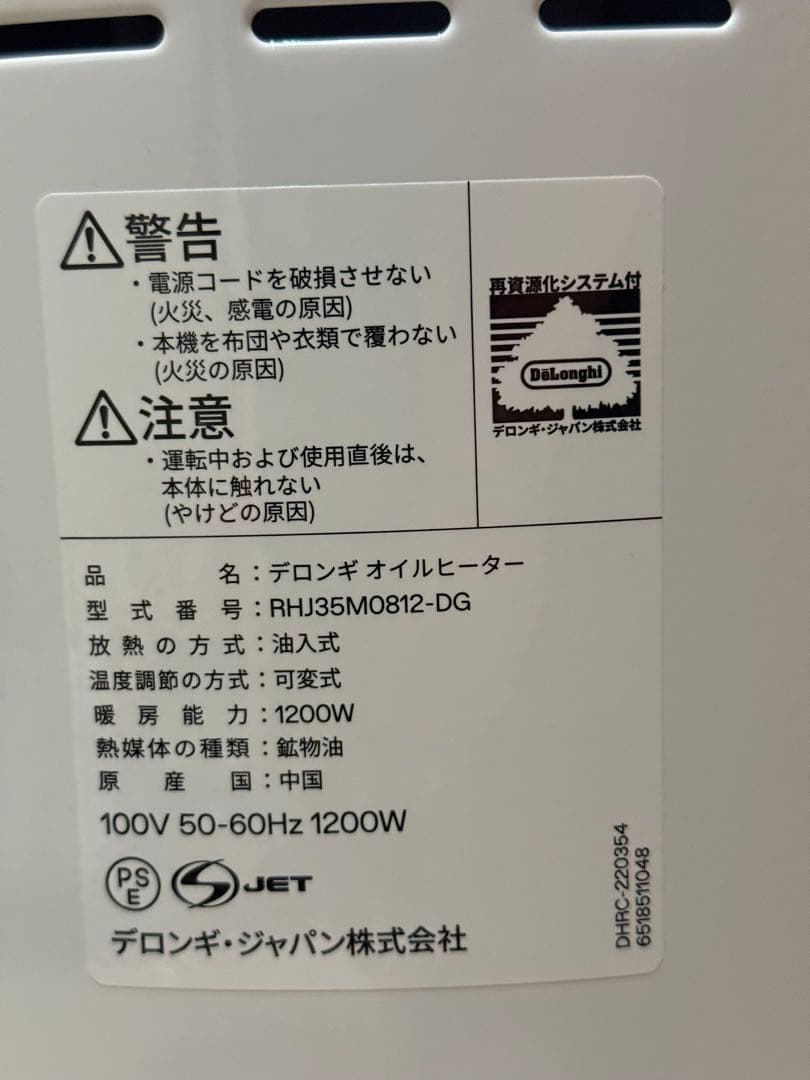 警告
・電源コードを破損させない
(火災、感電の原因)
・本機を布団や衣類で覆わない
(火災の原因)
注意
・運転中および使用直後は、
本体に触れない
(やけどの原因)
再資源化システム付
DeLonghi
デロンギ・ジャパン株式会社
品名：デロンギ オイルヒーター
型式番号：RHJ35M0812-DG
放熱の方式：油入式
温度調節の方式：可変式
暖房能力：1200W
熱媒体の種類：鉱物油
原産国：中国
100V 50-60Hz 1200W
PS
E
S JET
デロンギ・ジャパン株式会社
DHRC-220354
6518511048